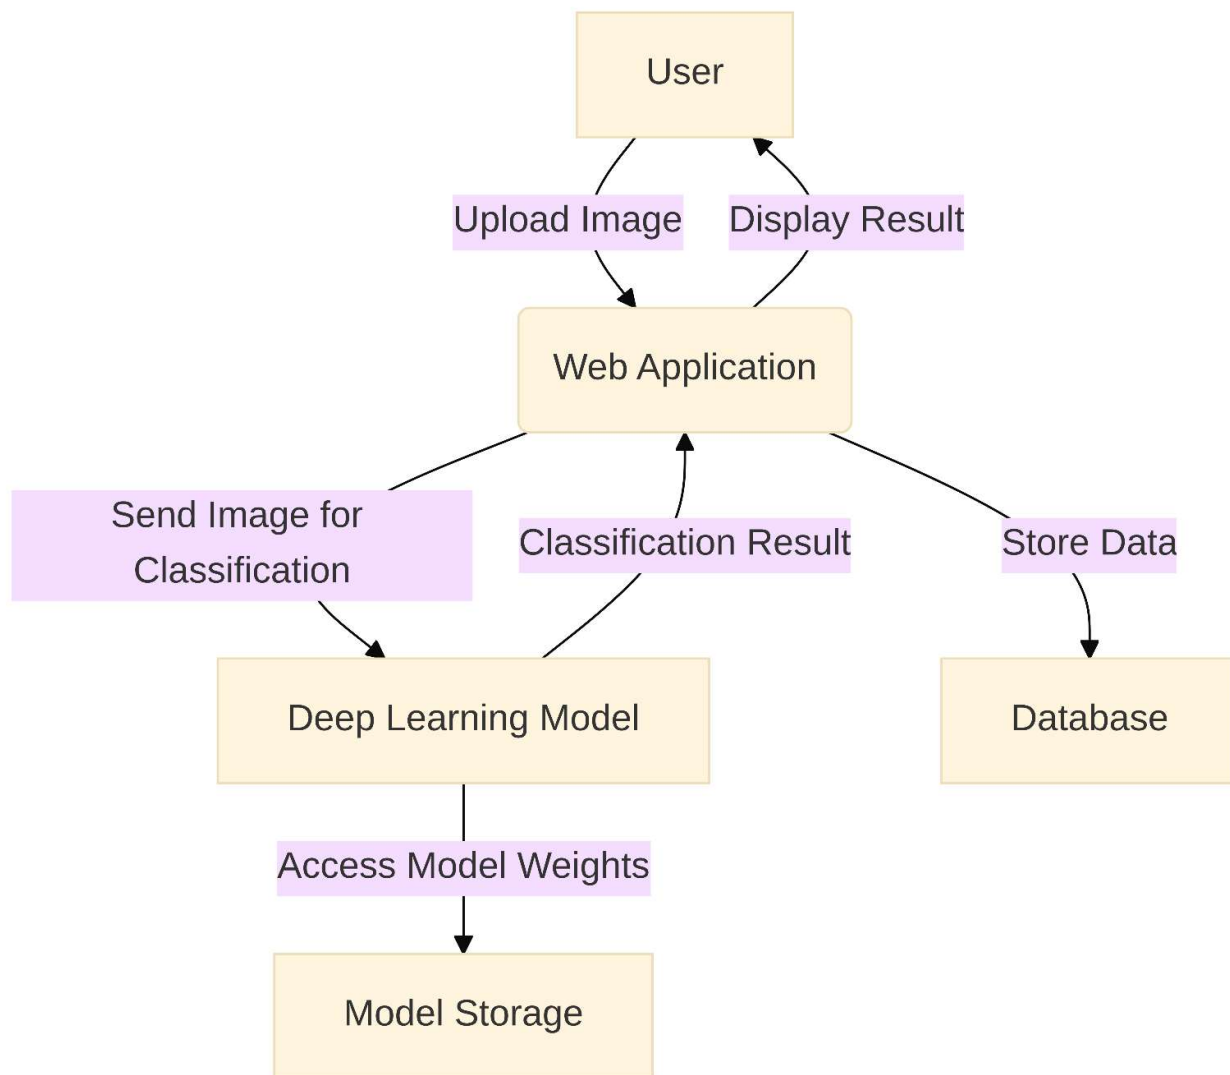 User
Upload Image
Display Result
Web Application
Send Image for
Classification
Classification Result
Store Data
Deep Learning Model
Database
Access Model Weights
Model Storage